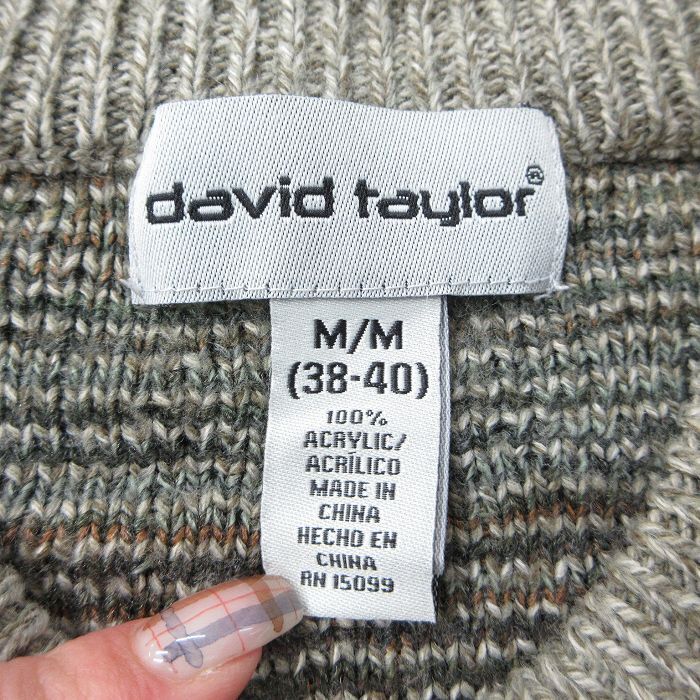 david taylor®
M/M
(38-40)
100%
ACRYLIC/
ACRÍLICO
MADE IN
CHINA
HECHO EN
CHINA
RN 15099